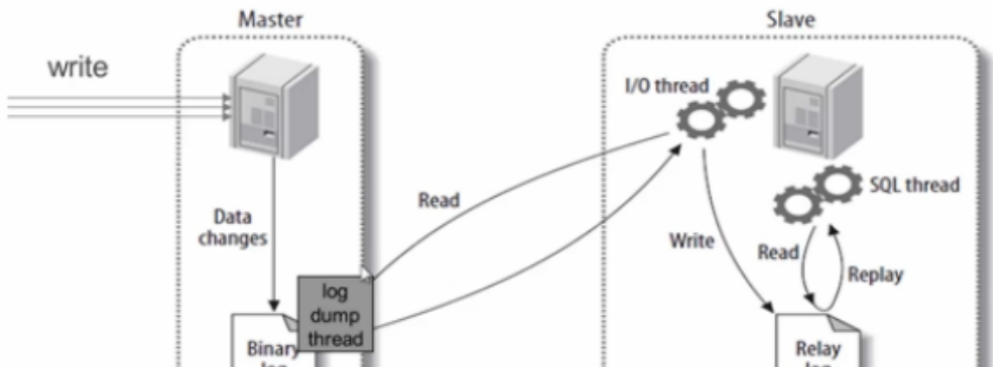 Master
Slave
write
I/O thread
Read
SQL thread
Data
changes
Write
Read
Replay
log
dump
thread
Binary
Relay